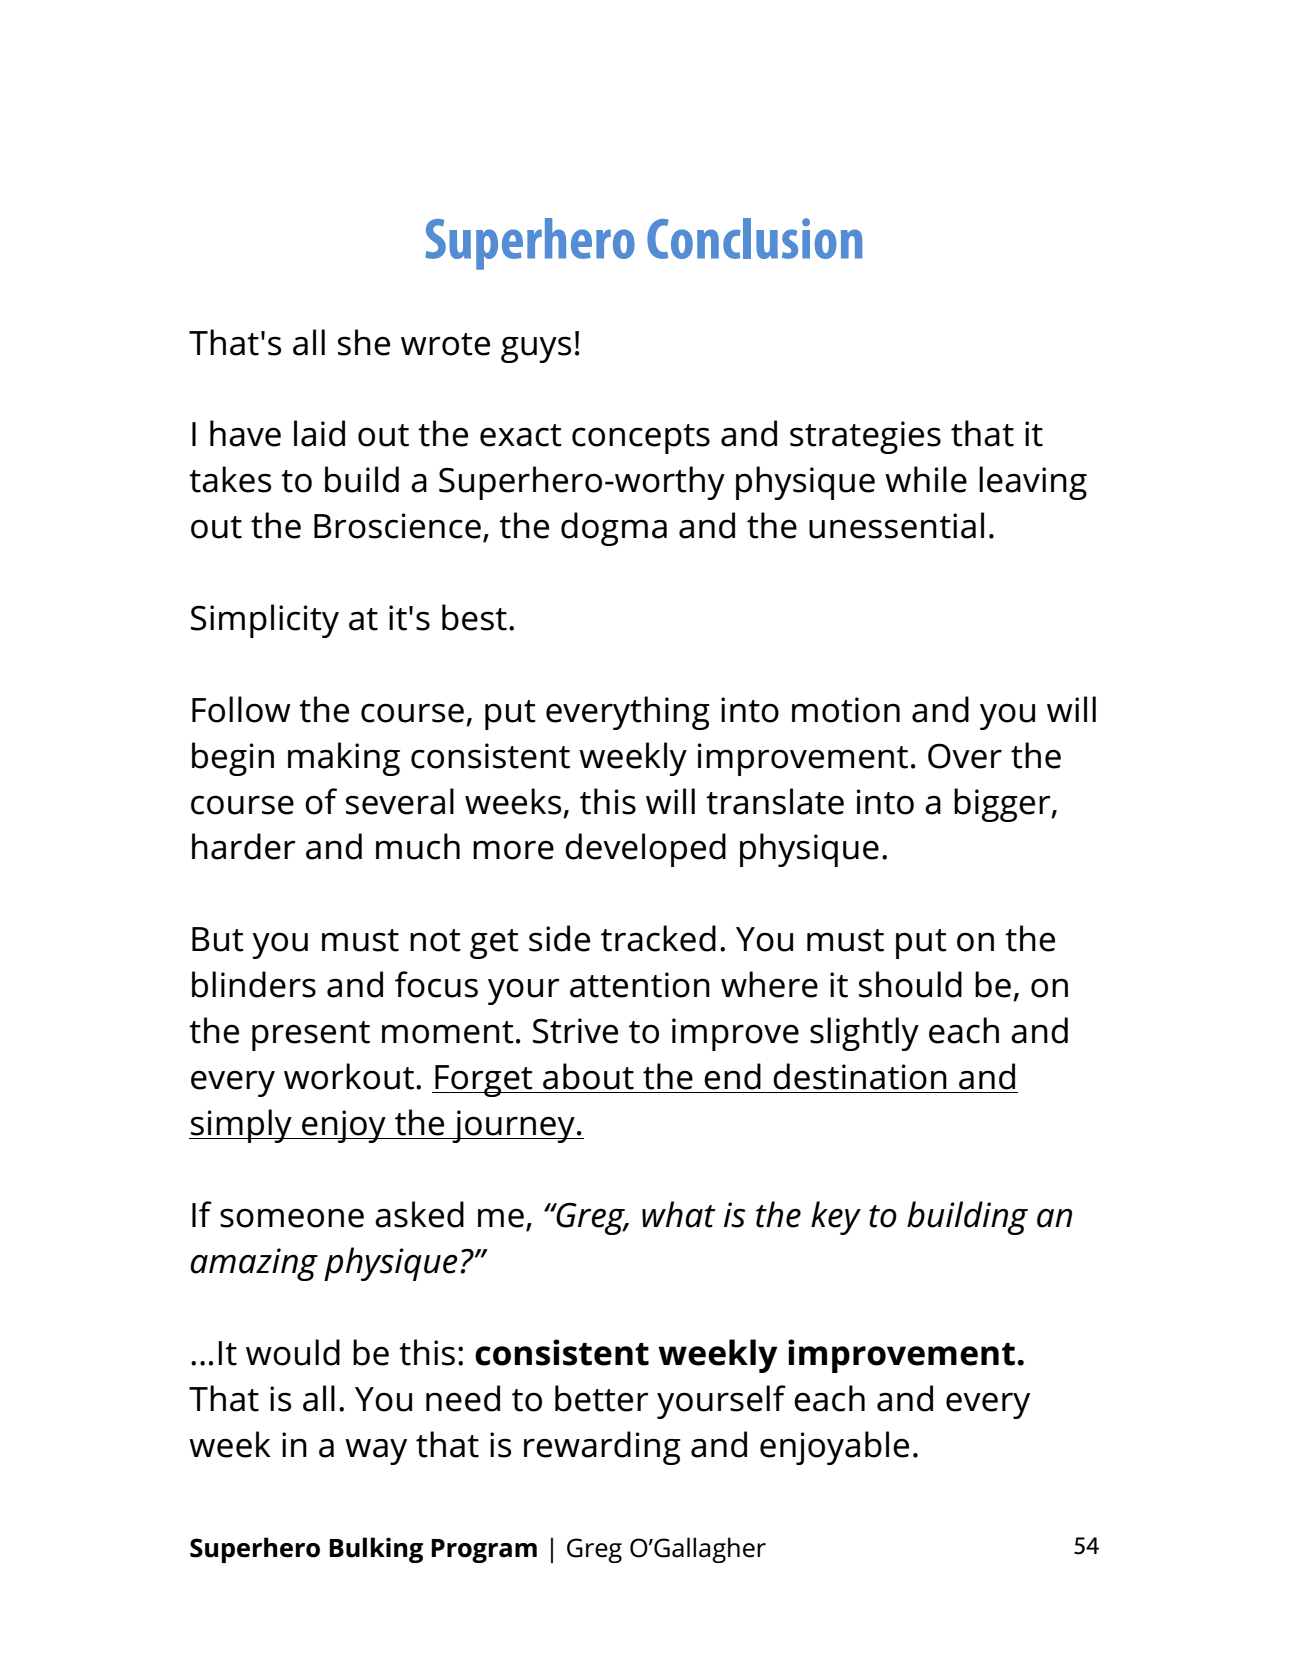 Superhero Conclusion
That's all she wrote guys!
I have laid out the exact concepts and strategies that it
takes to build a Superhero-worthy physique while leaving
out the Broscience, the dogma and the unessential.
Simplicity at it's best.
Follow the course, put everything into motion and you will
begin making consistent weekly improvement. Over the
course of several weeks, this will translate into a bigger,
harder and much more developed physique.
But you must not get side tracked. You must put on the
blinders and focus your attention where it should be, on
the present moment. Strive to improve slightly each and
every workout. Forget about the end destination and
simply enjoy the journey.
If someone asked me, “Greg, what is the key to building an
amazing physique?”
...It would be this: consistent weekly improvement.
That is all. You need to better yourself each and every
week in a way that is rewarding and enjoyable.
Superhero Bulking Program | Greg O’Gallagher 54